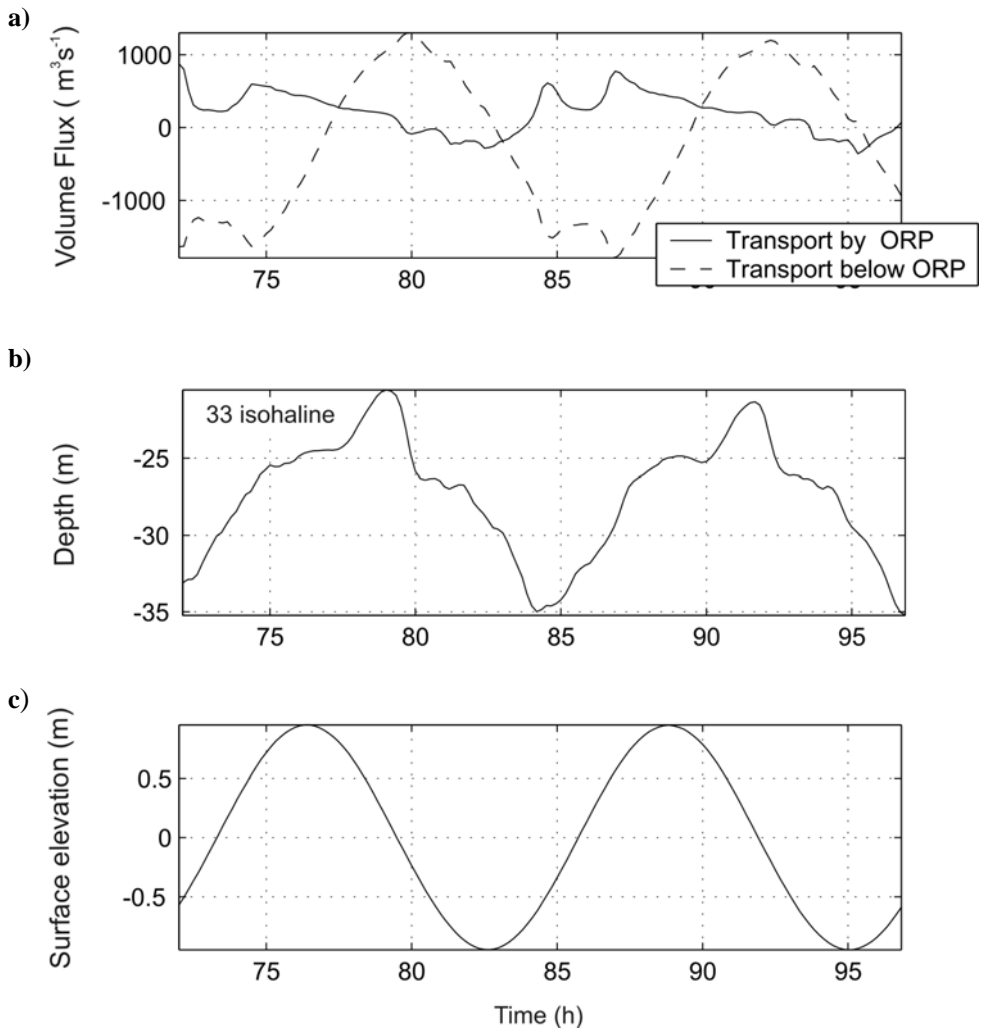 a)
Volume Flux ( m³s⁻¹)
1000
0
-1000
75
80
85
Transport by ORP
Transport below ORP
b)
33 isohaline
Depth (m)
-25
-30
-35
75
80
85
90
95
c)
Surface elevation (m)
0.5
0
-0.5
75
80
85
90
95
Time (h)